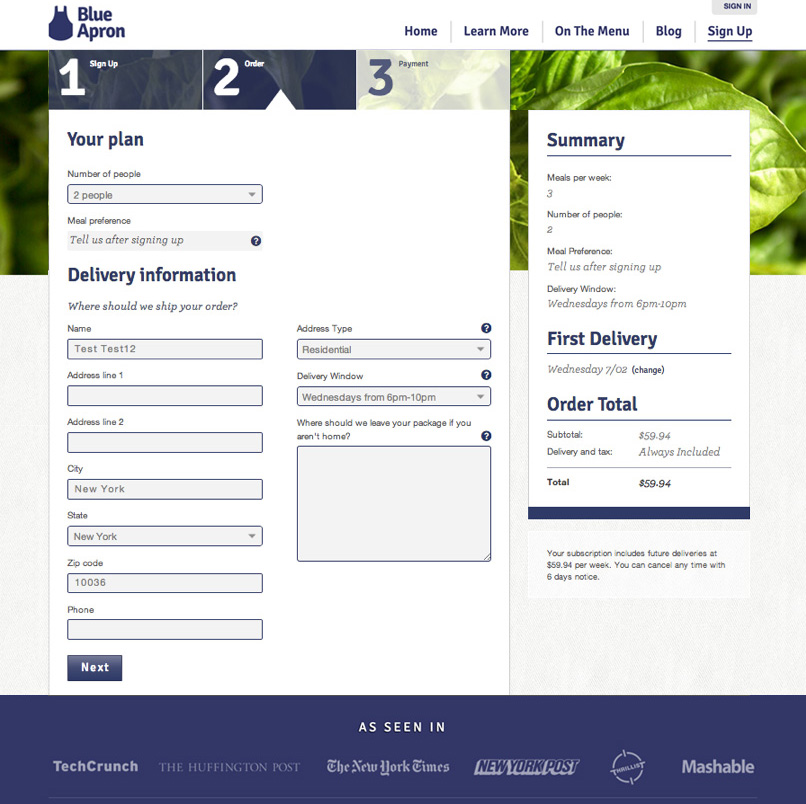 SIGN IN
Blue
Apron
Home
Learn More
On The Menu
Blog
Sign Up
1 Sign Up
2 Order
3 Payment
Your plan
Number of people
2 people
Meal preference
Tell us after signing up ?
Delivery information
Where should we ship your order?
Name
Test Test12
Address line 1
Address line 2
City
New York
State
New York
Zip code
10036
Phone
Next
Address Type ?
Residential
Delivery Window ?
Wednesdays from 6pm-10pm
Where should we leave your package if you
aren't home? ?
Summary
Meals per week:
3
Number of people:
2
Meal Preference:
Tell us after signing up
Delivery Window:
Wednesdays from 6pm-10pm
First Delivery
Wednesday 7/02 (change)
Order Total
Subtotal: $59.94
Delivery and tax: Always Included
Total $59.94
Your subscription includes future deliveries at
$59.94 per week. You can cancel any time with
6 days notice.
AS SEEN IN
TechCrunch
THE HUFFINGTON POST
The New York Times
NEW YORK POST
THRILLIST
Mashable